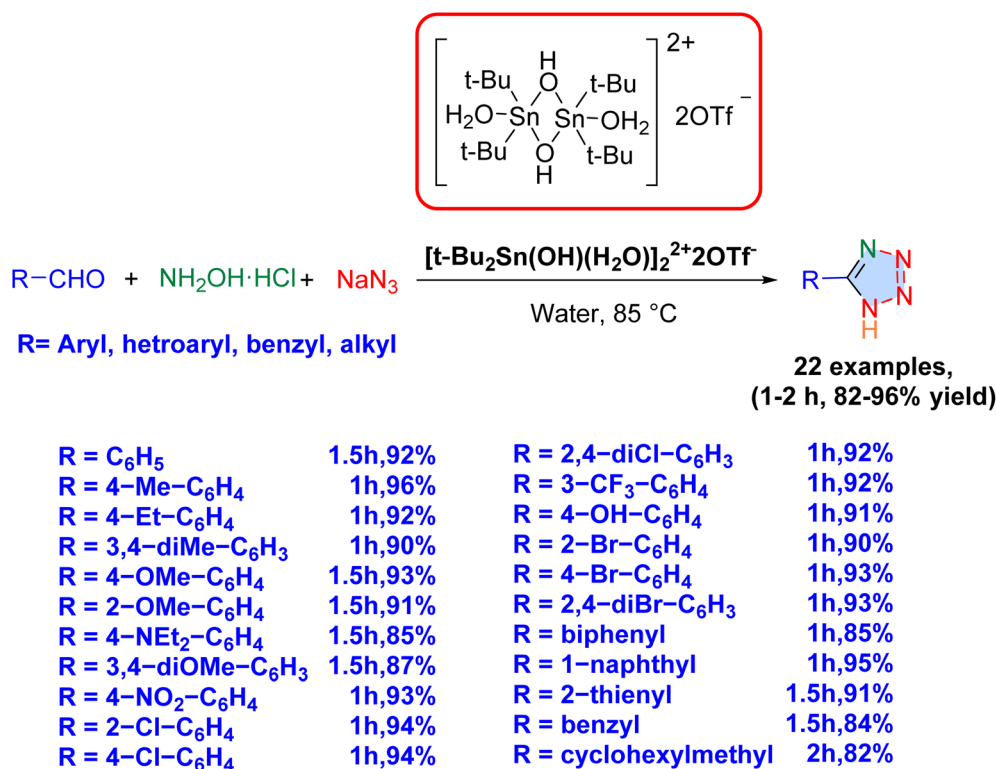 [ t-Bu H O t-Bu ]2+
H2O Sn Sn OH2 2OTf−
t-Bu O H t-Bu
[t-Bu2Sn(OH)(H2O)]22+2OTf-
R−CHO + NH2OH·HCl + NaN3
Water, 85 °C
R N N N N H
R= Aryl, hetroaryl, benzyl, alkyl
22 examples,
(1-2 h, 82-96% yield)
R = C6H5 1.5h,92%
R = 4−Me−C6H4 1h,96%
R = 4−Et−C6H4 1h,92%
R = 3,4−diMe−C6H3 1h,90%
R = 4−OMe−C6H4 1.5h,93%
R = 2−OMe−C6H4 1.5h,91%
R = 4−NEt2−C6H4 1.5h,85%
R = 3,4−diOMe−C6H3 1.5h,87%
R = 4−NO2−C6H4 1h,93%
R = 2−Cl−C6H4 1h,94%
R = 4−Cl−C6H4 1h,94%
R = 2,4−diCl−C6H3 1h,92%
R = 3−CF3−C6H4 1h,92%
R = 4−OH−C6H4 1h,91%
R = 2−Br−C6H4 1h,90%
R = 4−Br−C6H4 1h,93%
R = 2,4−diBr−C6H3 1h,93%
R = biphenyl 1h,85%
R = 1−naphthyl 1h,95%
R = 2−thienyl 1.5h,91%
R = benzyl 1.5h,84%
R = cyclohexylmethyl 2h,82%